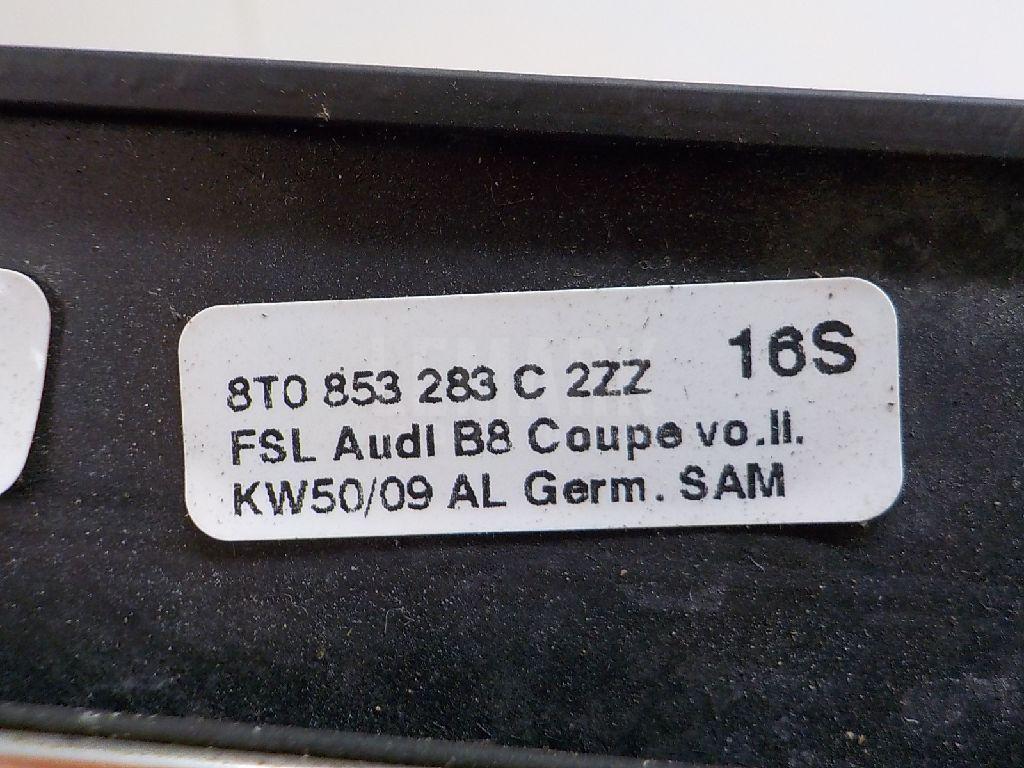 16S
8T0 853 283 C 2ZZ
FSL Audi B8 Coupe vo.li.
KW50/09 AL Germ. SAM